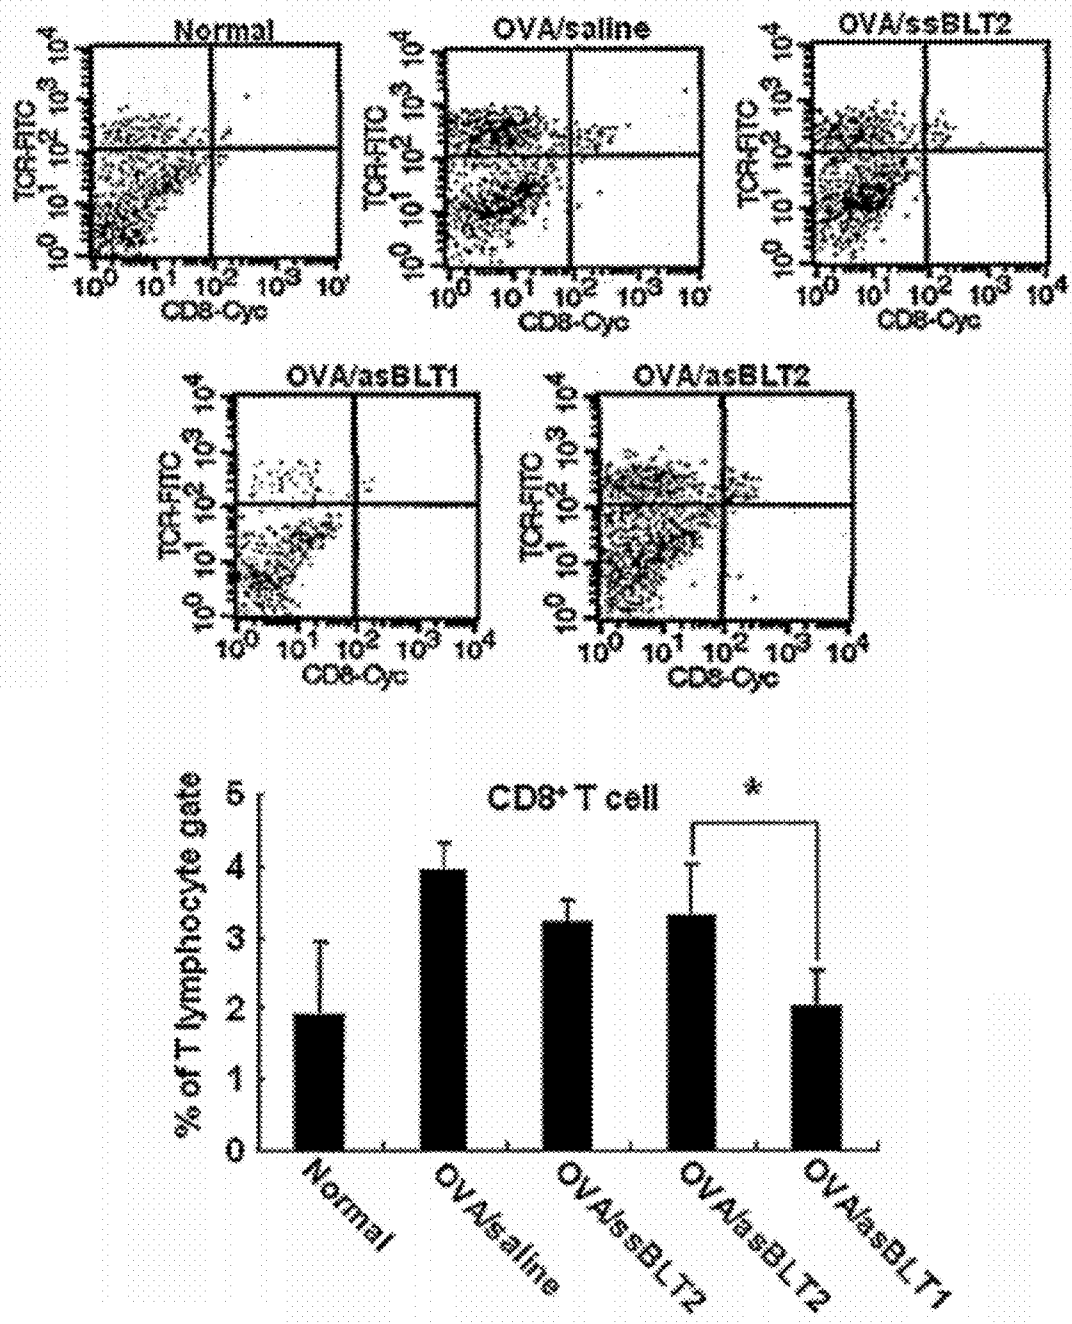 Normal
OVA/saline
OVA/ssBLT2
TCR-FITC
10⁴
10³
10²
10¹
10⁰
10⁰ 10¹ 10² 10³ 10
CD8-Cyc
TCR-FITC
10⁴
10³
10²
10¹
10⁰
10⁰ 10¹ 10² 10³ 10
CD8-Cyc
TCR-FITC
10⁴
10³
10²
10¹
10⁰
10⁰ 10¹ 10² 10³ 10⁴
CD8-Cyc
OVA/asBLT1
OVA/asBLT2
TCR-FITC
10⁴
10³
10²
10¹
10⁰
10⁰ 10¹ 10² 10³ 10⁴
CD8-Cyc
TCR-FITC
10⁴
10³
10²
10¹
10⁰
10⁰ 10¹ 10² 10³ 10⁴
CD8-Cyc
CD8⁺ T cell
*
% of T lymphocyte gate
5
4
3
2
1
0
Normal
OVA/saline
OVA/ssBLT2
OVA/asBLT2
OVA/asBLT1